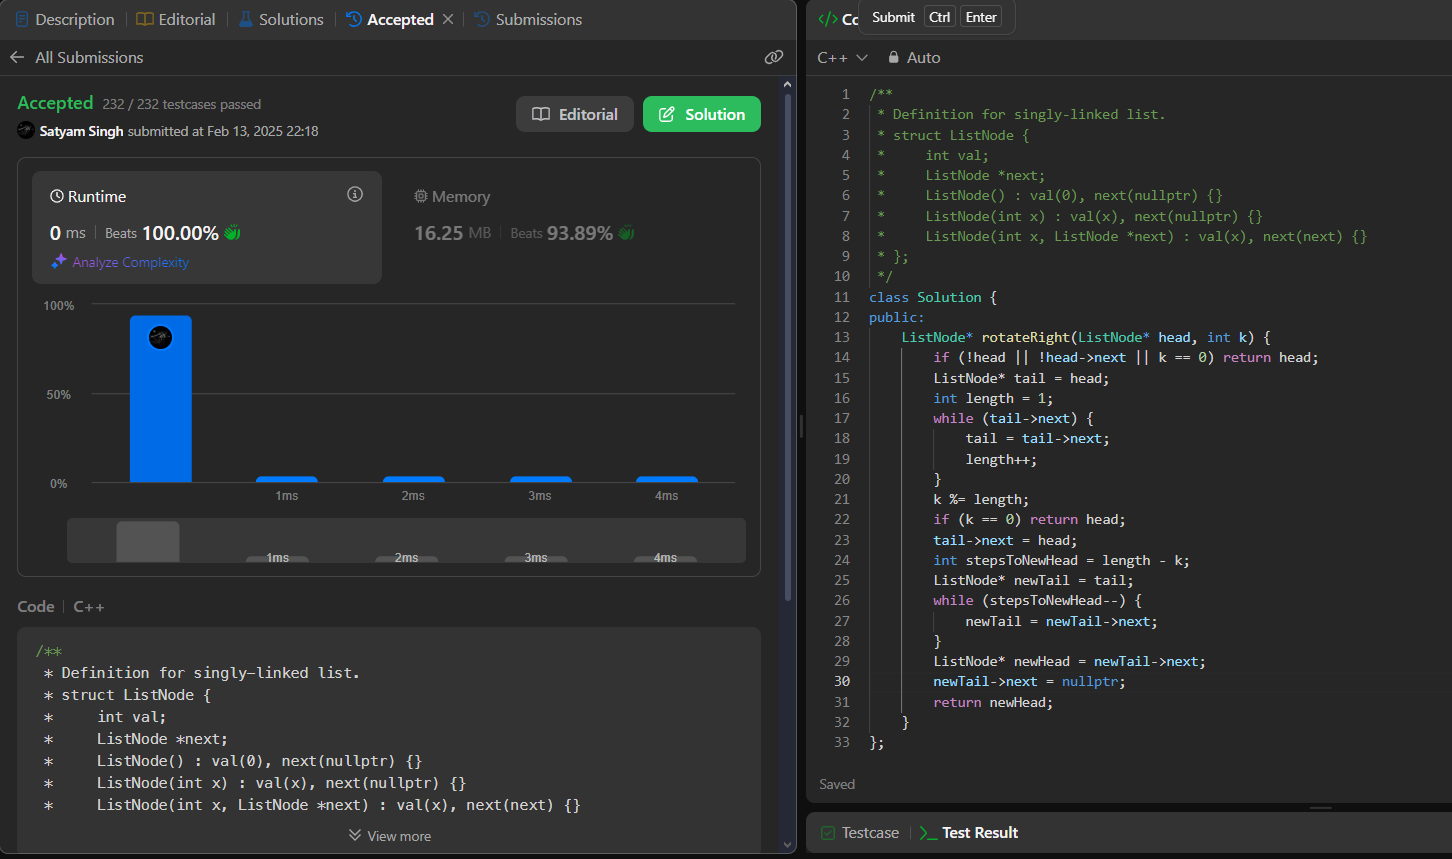 Description | Editorial | Solutions | Accepted | Submissions
All Submissions
Accepted 232 / 232 testcases passed
Satyam Singh submitted at Feb 13, 2025 22:18
Editorial
Solution
Runtime
0 ms | Beats 100.00%
Analyze Complexity
Memory
16.25 MB | Beats 93.89%
100%
50%
0%
1ms 2ms 3ms 4ms
1ms 2ms 3ms 4ms
Code | C++
/**
 * Definition for singly-linked list.
 * struct ListNode {
 *     int val;
 *     ListNode *next;
 *     ListNode() : val(0), next(nullptr) {}
 *     ListNode(int x) : val(x), next(nullptr) {}
 *     ListNode(int x, ListNode *next) : val(x), next(next) {}
View more
</> Submit Ctrl Enter
C++ Auto
1 /**
2  * Definition for singly-linked list.
3  * struct ListNode {
4  *     int val;
5  *     ListNode *next;
6  *     ListNode() : val(0), next(nullptr) {}
7  *     ListNode(int x) : val(x), next(nullptr) {}
8  *     ListNode(int x, ListNode *next) : val(x), next(next) {}
9  * };
10  */
11 class Solution {
12 public:
13     ListNode* rotateRight(ListNode* head, int k) {
14         if (!head || !head->next || k == 0) return head;
15         ListNode* tail = head;
16         int length = 1;
17         while (tail->next) {
18             tail = tail->next;
19             length++;
20         }
21         k %= length;
22         if (k == 0) return head;
23         tail->next = head;
24         int stepsToNewHead = length - k;
25         ListNode* newTail = tail;
26         while (stepsToNewHead--) {
27             newTail = newTail->next;
28         }
29         ListNode* newHead = newTail->next;
30         newTail->next = nullptr;
31         return newHead;
32     }
33 };
Saved
Testcase | >_ Test Result